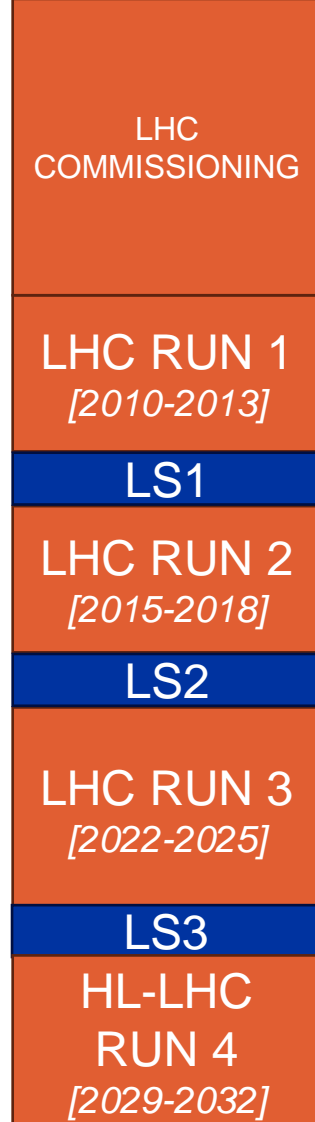 LHC
COMMISSIONING
LHC RUN 1
[2010-2013]
LS1
LHC RUN 2
[2015-2018]
LS2
LHC RUN 3
[2022-2025]
LS3
HL-LHC
RUN 4
[2029-2032]